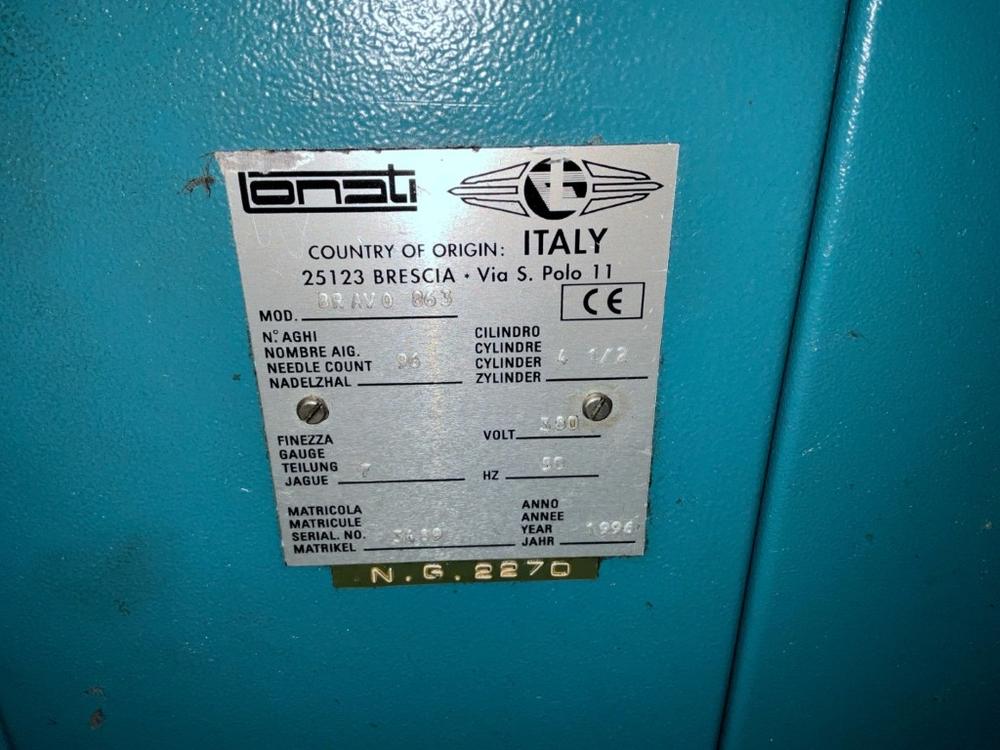 Lonati
COUNTRY OF ORIGIN: ITALY
25123 BRESCIA • Via S. Polo 11
MOD. BRAVO 863
CE
N° AGHI
NOMBRE AIG.
NEEDLE COUNT 96
NADELZHAL
CILINDRO
CYLINDRE
CYLINDER 4 1/2
ZYLINDER
FINEZZA
GAUGE
TEILUNG 7
JAGUE
VOLT 380
HZ 50
MATRICOLA
MATRICULE
SERIAL. NO.
MATRIKEL
ANNO
ANNEE
YEAR 1996
JAHR
N.G.2270